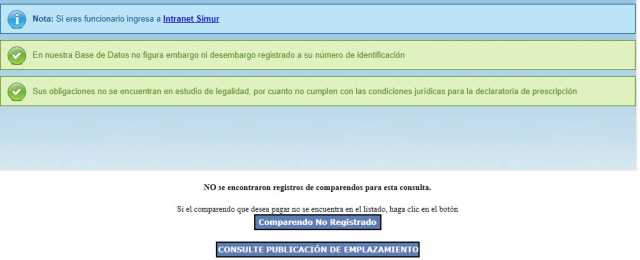 Nota: Si eres funcionario ingresa a Intranet Simur
En nuestra Base de Datos no figura embargo ni desembargo registrado a su número de identificación
Sus obligaciones no se encuentran en estudio de legalidad, por cuanto no cumplen con las condiciones jurídicas para la declaratoria de prescripción
NO se encontraron registros de comparendos para esta consulta.
Si el comparendo que desea pagar no se encuentra en el listado, haga clic en el botón
Comparendo No Registrado
CONSULTE PUBLICACIÓN DE EMPLAZAMIENTO